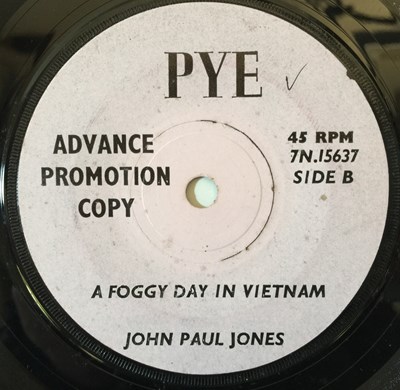 PYE
ADVANCE
PROMOTION
COPY
45 RPM
7N.15637
SIDE B
A FOGGY DAY IN VIETNAM
JOHN PAUL JONES